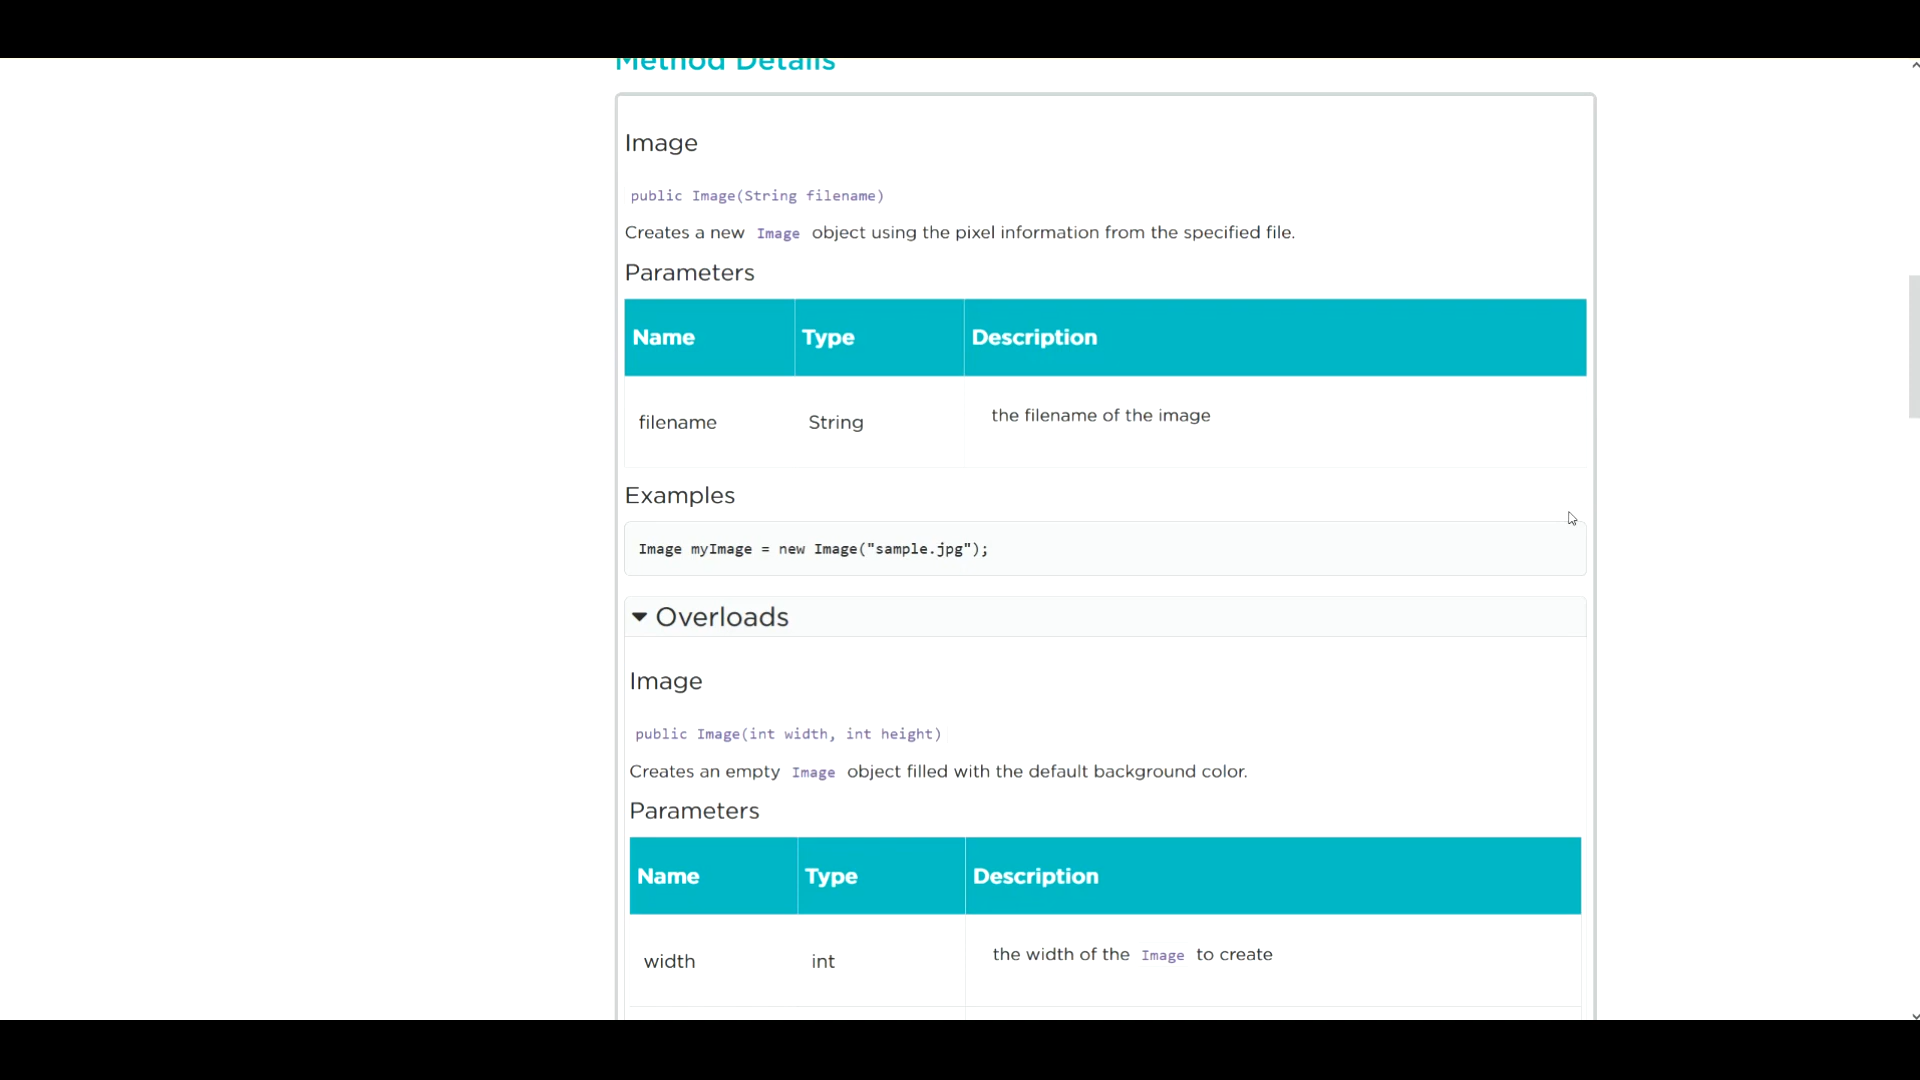 Method Details
Image
public Image(String filename)
Creates a new Image object using the pixel information from the specified file.
Parameters
Name Type Description
filename String the filename of the image
Examples
Image myImage = new Image("sample.jpg");
Overloads
Image
public Image(int width, int height)
Creates an empty Image object filled with the default background color.
Parameters
Name Type Description
width int the width of the Image to create